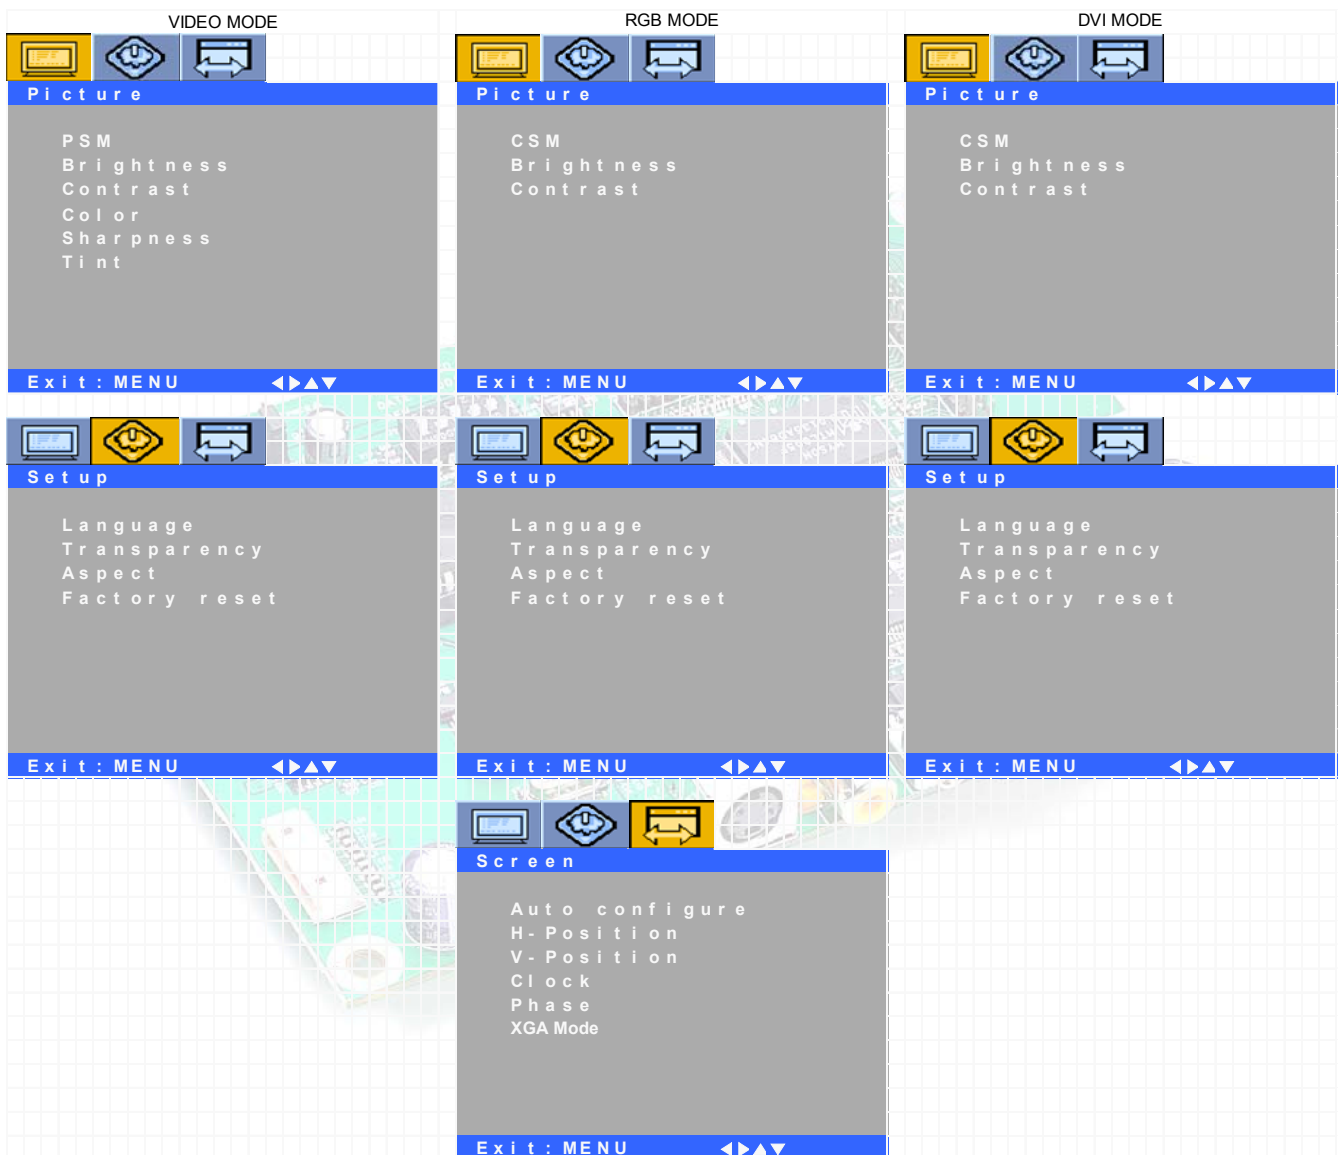 VIDEO MODE
RGB MODE
DVI MODE
Picture
PSM
Brightness
Contrast
Color
Sharpness
Tint
Exit: MENU
Picture
CSM
Brightness
Contrast
Exit: MENU
Picture
CSM
Brightness
Contrast
Exit: MENU
Setup
Language
Transparency
Aspect
Factory reset
Exit: MENU
Setup
Language
Transparency
Aspect
Factory reset
Exit: MENU
Setup
Language
Transparency
Aspect
Factory reset
Exit: MENU
Screen
Auto configure
H-Position
V-Position
Clock
Phase
XGA Mode
Exit: MENU